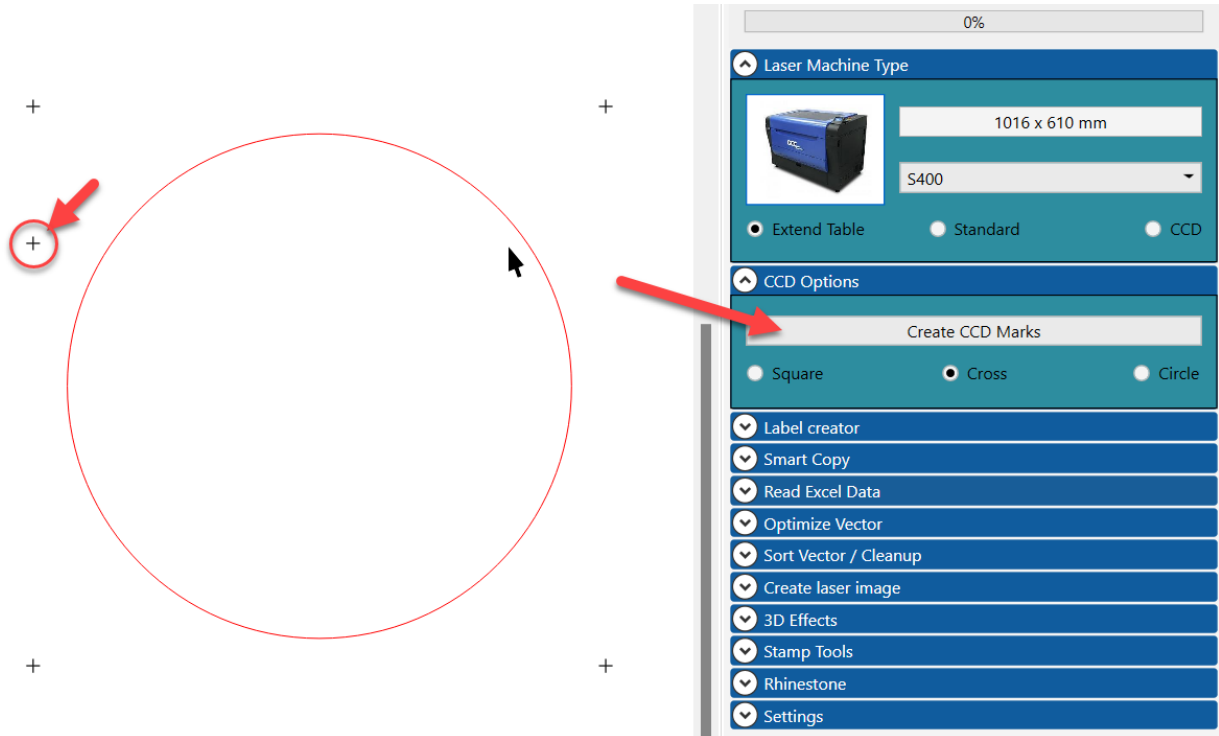 0%
Laser Machine Type
1016 x 610 mm
S400
Extend Table Standard CCD
CCD Options
Create CCD Marks
Square Cross Circle
Label creator
Smart Copy
Read Excel Data
Optimize Vector
Sort Vector / Cleanup
Create laser image
3D Effects
Stamp Tools
Rhinestone
Settings